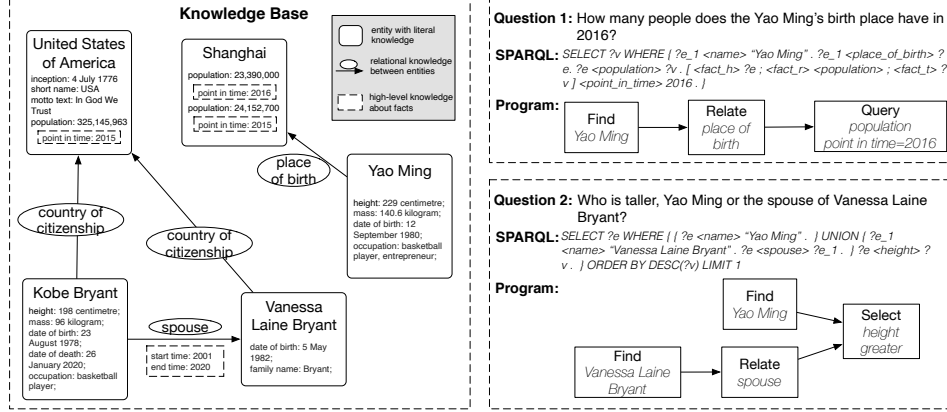 Knowledge Base
United States
of America
inception: 4 July 1776
short name: USA
motto text: In God We
Trust
population: 325,145,963
point in time: 2015
Shanghai
population: 23,390,000
point in time: 2016
population: 24,152,700
point in time: 2015
entity with literal
knowledge
relational knowledge
between entities
high-level knowledge
about facts
place
of birth
Yao Ming
height: 229 centimetre;
mass: 140.6 kilogram;
date of birth: 12
September 1980;
occupation: basketball
player, entrepreneur;
country of
citizenship
country of
citizenship
Kobe Bryant
height: 198 centimetre;
mass: 96 kilogram;
date of birth: 23
August 1978;
date of death: 26
January 2020;
occupation: basketball
player;
spouse
start time: 2001
end time: 2020
Vanessa
Laine Bryant
date of birth: 5 May
1982;
family name: Bryant;
Question 1: How many people does the Yao Ming's birth place have in
2016?
SPARQL: SELECT ?v WHERE { ?e_1 <name> "Yao Ming" . ?e_1 <place_of_birth> ?
e. ?e <population> ?v . [ <fact_h> ?e ; <fact_r> <population> ; <fact_t> ?
v ] <point_in_time> 2016 . }
Program:
Find
Yao Ming
Relate
place of
birth
Query
population
point in time=2016
Question 2: Who is taller, Yao Ming or the spouse of Vanessa Laine
Bryant?
SPARQL: SELECT ?e WHERE { { ?e <name> "Yao Ming" . } UNION { ?e_1
<name> "Vanessa Laine Bryant" . ?e <spouse> ?e_1 . } ?e <height> ?
v . } ORDER BY DESC(?v) LIMIT 1
Program:
Find
Yao Ming
Select
height
greater
Find
Vanessa Laine
Bryant
Relate
spouse